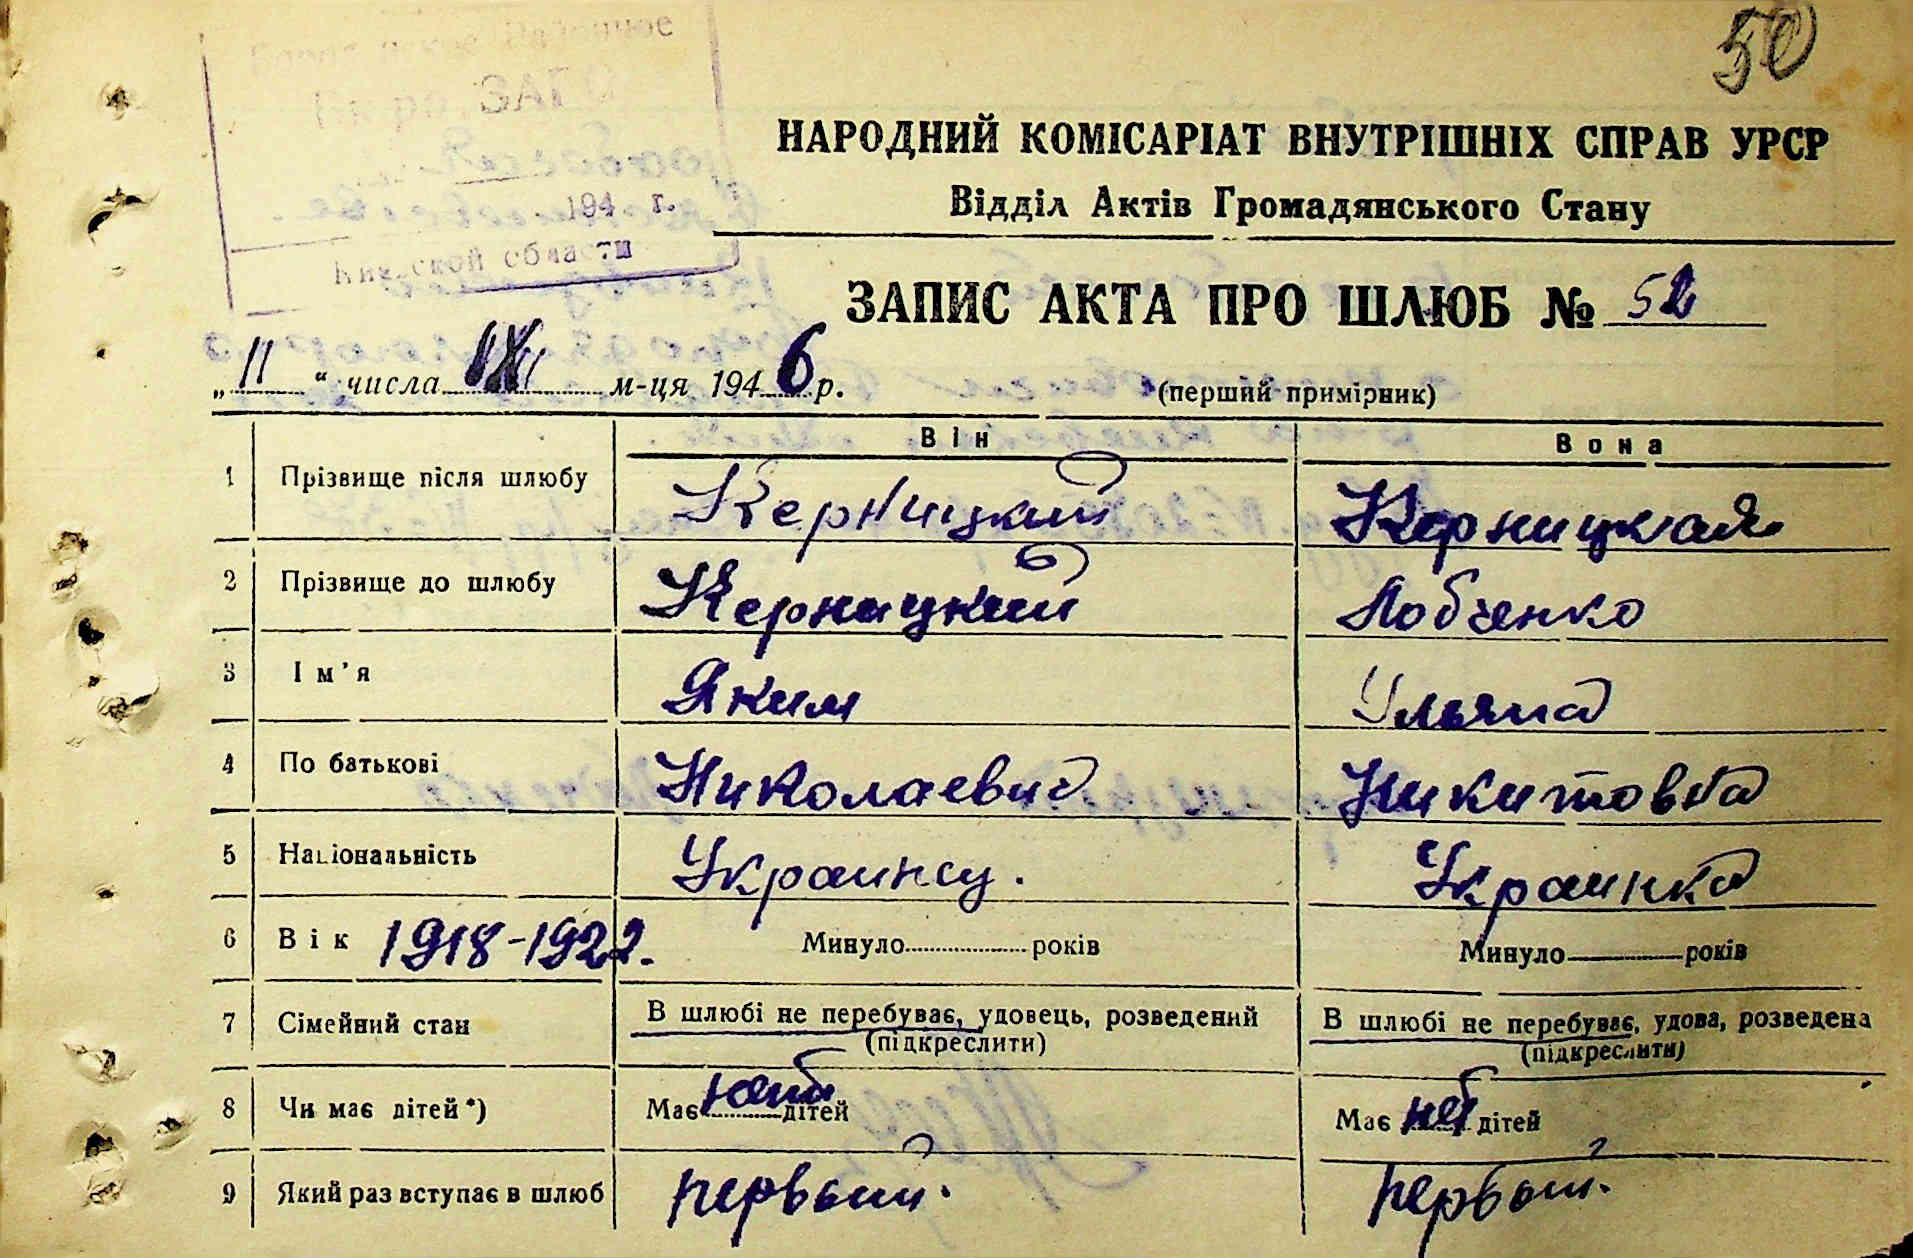 50
Районное
Бюро ЗАГС
194 г.
Киевской области
НАРОДНИЙ КОМІСАРІАТ ВНУТРІШНІХ СПРАВ УРСР
Відділ Актів Громадянського Стану
ЗАПИС АКТА ПРО ШЛЮБ № 52
„ 11 “ числа м-ця 1946 р.
(перший примірник)
Він Вона
1 Прізвище після шлюбу Керницкий Керницкая
2 Прізвище до шлюбу Керницкий Лобченко
3 Ім'я Яким Ульяна
4 По батькові Николаевич Никитовна
5 Національність Украинец. Украинка
6 Вік 1918-1922. Минуло років Минуло років
7 Сімейний стан В шлюбі не перебуває, удовець, розведений В шлюбі не перебуває, удова, розведена
(підкреслити) (підкреслити)
8 Чи має дітей*) Має дітей Має нет дітей
9 Який раз вступає в шлюб первый. первый.